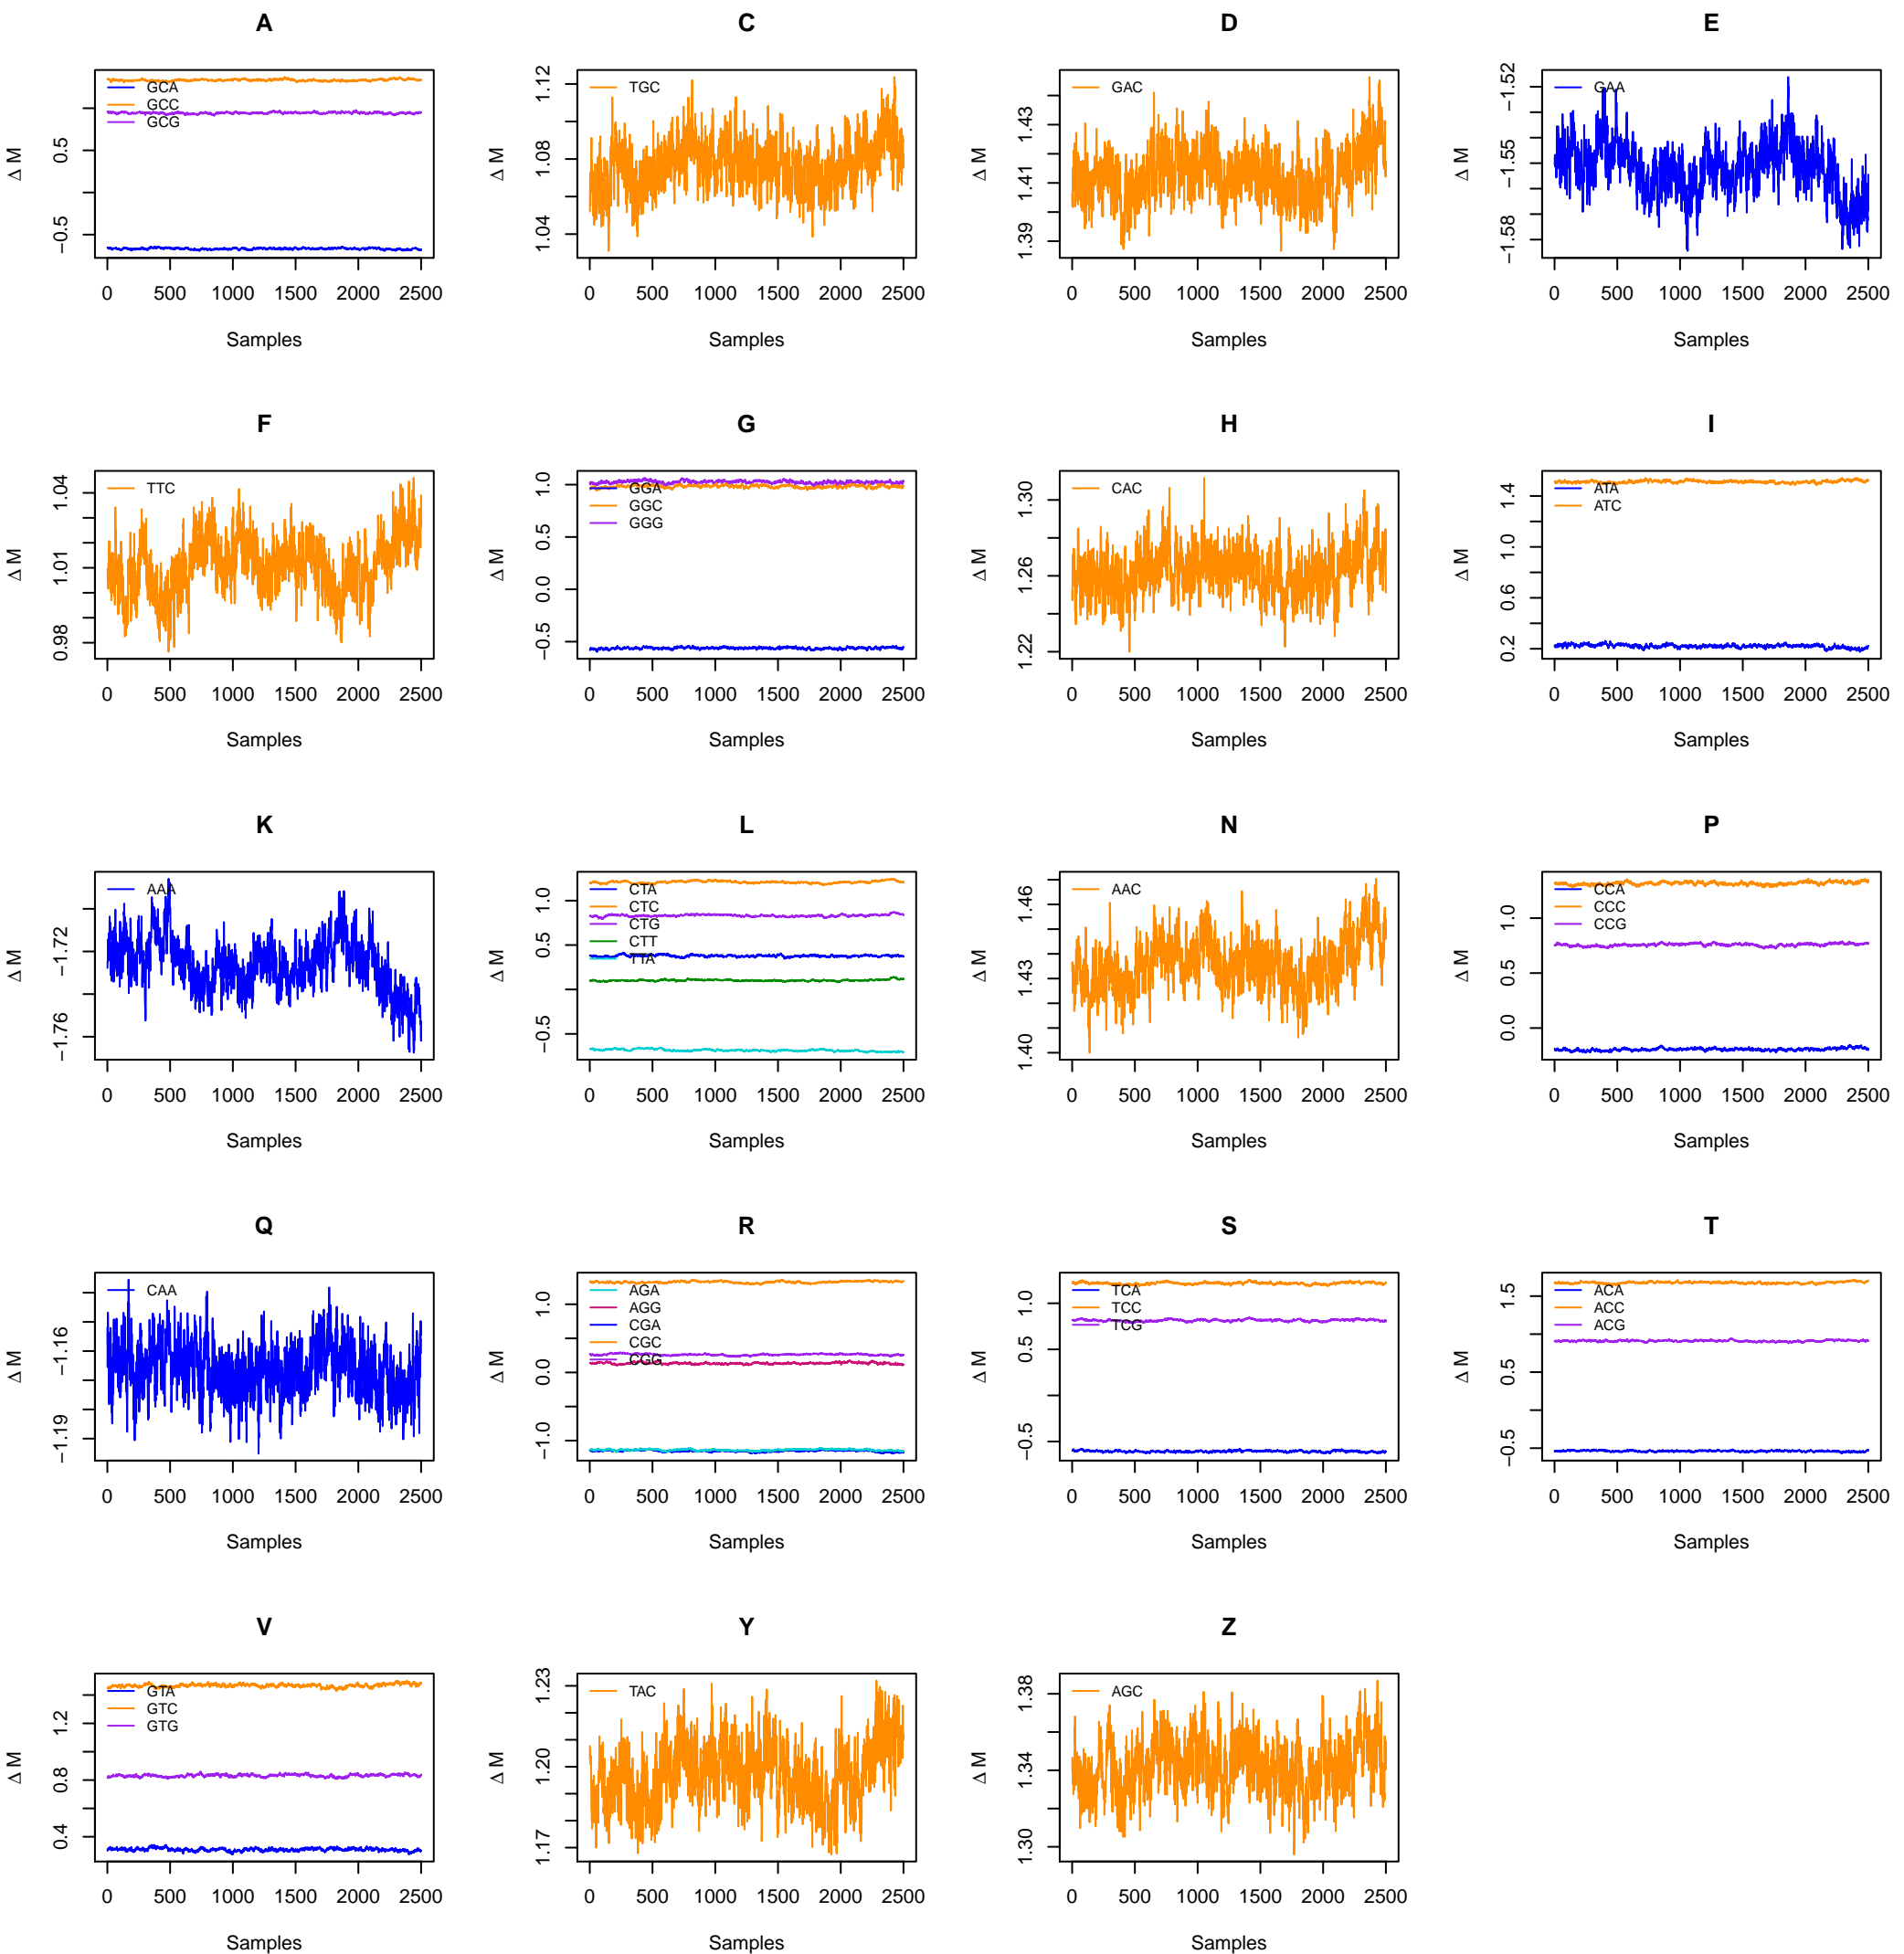 A
C
D
E
GCA
GCC
GCG
TGC
GAC
GAA
Δ M
−0.5 0.5
0 500 1000 1500 2000 2500
Samples
Δ M
1.04 1.08 1.12
0 500 1000 1500 2000 2500
Samples
Δ M
1.39 1.41 1.43
0 500 1000 1500 2000 2500
Samples
Δ M
−1.58 −1.55 −1.52
0 500 1000 1500 2000 2500
Samples
F
G
H
I
TTC
GGA
GGC
GGG
CAC
ATA
ATC
Δ M
0.98 1.01 1.04
0 500 1000 1500 2000 2500
Samples
Δ M
−0.5 0.0 0.5 1.0
0 500 1000 1500 2000 2500
Samples
Δ M
1.22 1.26 1.30
0 500 1000 1500 2000 2500
Samples
Δ M
0.2 0.6 1.0 1.4
0 500 1000 1500 2000 2500
Samples
K
L
N
P
AAA
CTA
CTC
CTG
CTT
TTA
AAC
CCA
CCC
CCG
Δ M
−1.76 −1.72
0 500 1000 1500 2000 2500
Samples
Δ M
−0.5 0.5 1.0
0 500 1000 1500 2000 2500
Samples
Δ M
1.40 1.43 1.46
0 500 1000 1500 2000 2500
Samples
Δ M
0.0 0.5 1.0
0 500 1000 1500 2000 2500
Samples
Q
R
S
T
CAA
AGA
AGG
CGA
CGC
CGG
TCA
TCC
TCG
ACA
ACC
ACG
Δ M
−1.19 −1.16
0 500 1000 1500 2000 2500
Samples
Δ M
−1.0 0.0 1.0
0 500 1000 1500 2000 2500
Samples
Δ M
−0.5 0.5 1.0
0 500 1000 1500 2000 2500
Samples
Δ M
−0.5 0.5 1.5
0 500 1000 1500 2000 2500
Samples
V
Y
Z
GTA
GTC
GTG
TAC
AGC
Δ M
0.4 0.8 1.2
0 500 1000 1500 2000 2500
Samples
Δ M
1.17 1.20 1.23
0 500 1000 1500 2000 2500
Samples
Δ M
1.30 1.34 1.38
0 500 1000 1500 2000 2500
Samples